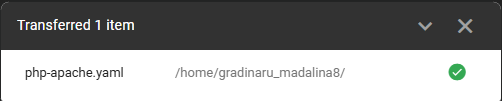 Transferred 1 item
php-apache.yaml /home/gradinaru_madalina8/